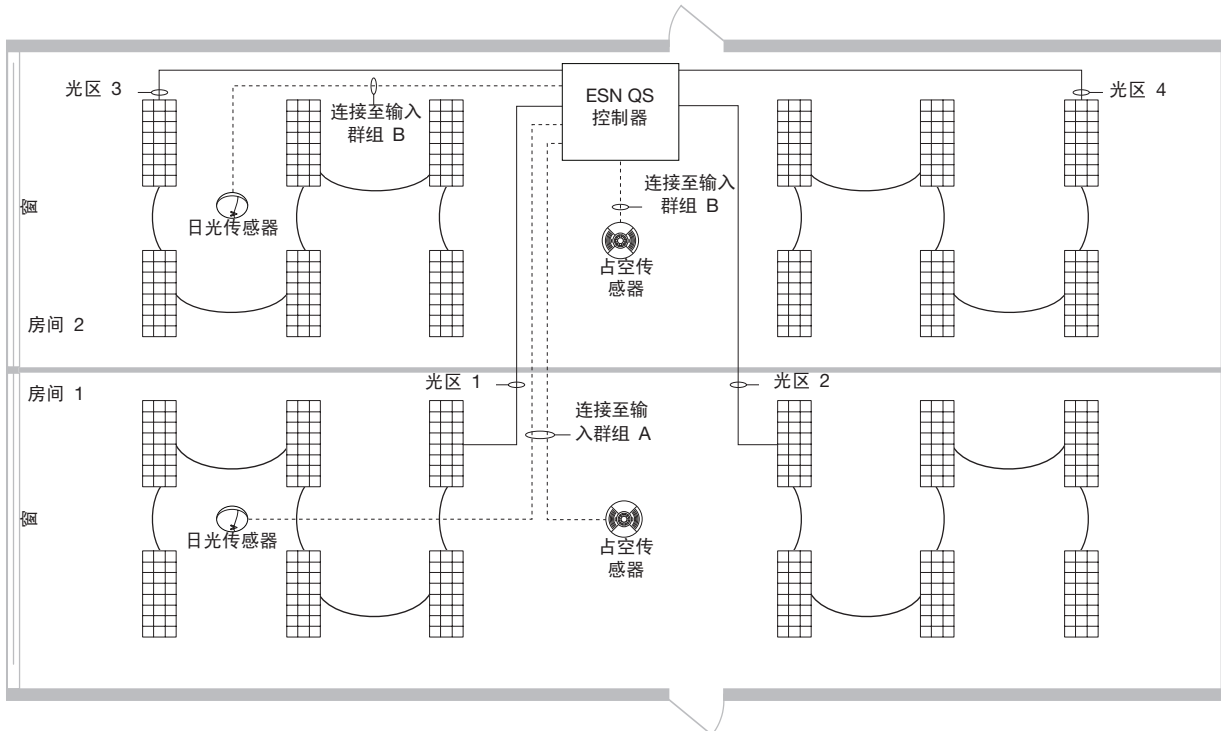 光区 3
连接至输入
群组 B
ESN QS
控制器
光区 4
连接至输入
群组 B
窗
日光传感器
占空传
感器
房间 2
光区 1
光区 2
房间 1
连接至输
入群组 A
窗
日光传感器
占空传
感器